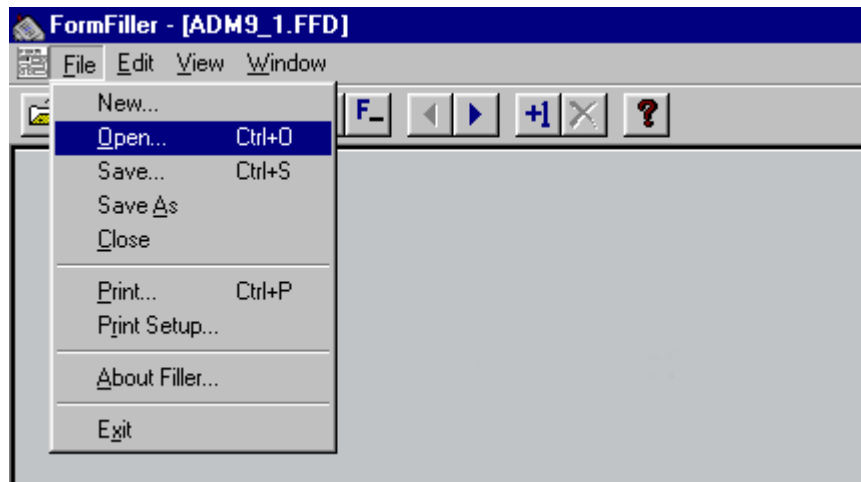 FormFiller - [ADM9_1.FFD]
File Edit View Window
F_ +1 ?
New...
Open... Ctrl+O
Save... Ctrl+S
Save As
Close
Print... Ctrl+P
Print Setup...
About Filler...
Exit